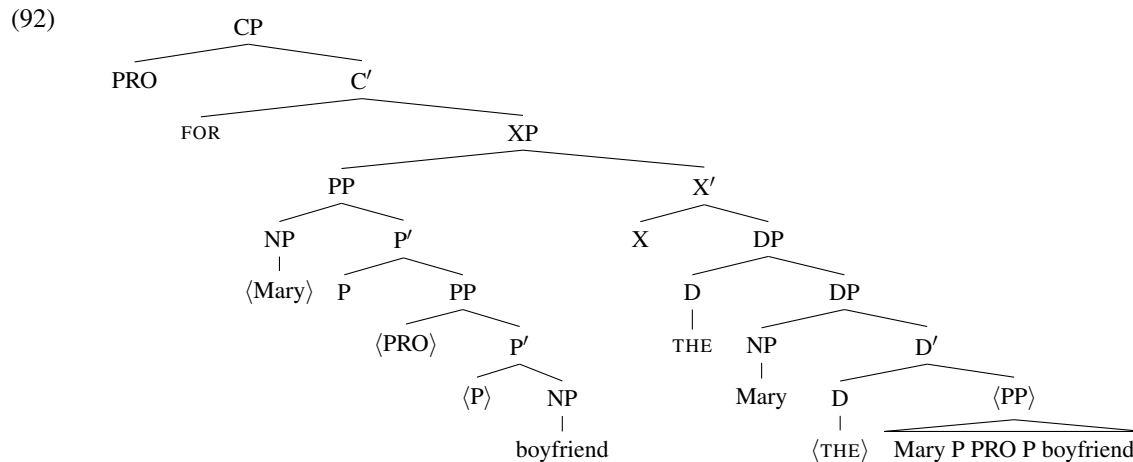 (92)
CP
PRO C′
FOR XP
PP X′
NP P′ X DP
⟨Mary⟩ P PP D DP
⟨PRO⟩ P′ THE NP D′
⟨P⟩ NP Mary D ⟨PP⟩
boyfriend ⟨THE⟩ Mary P PRO P boyfriend